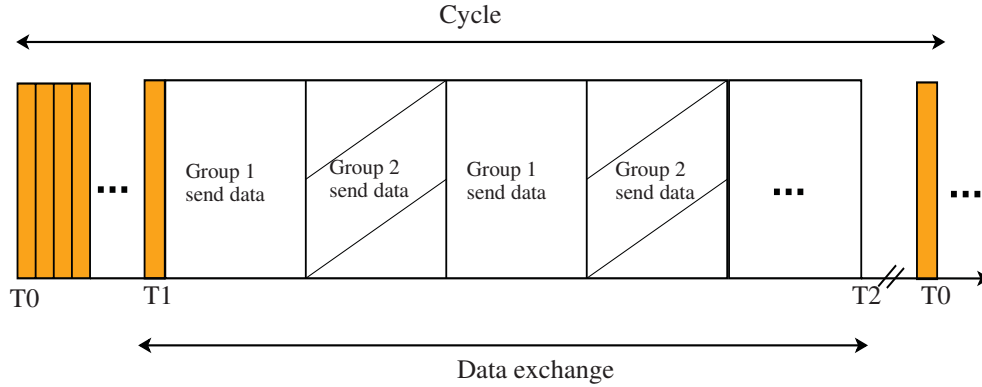 Cycle
Group 1
send data
Group 2
send data
Group 1
send data
Group 2
send data
...
...
...
T0
T1
T2
T0
Data exchange